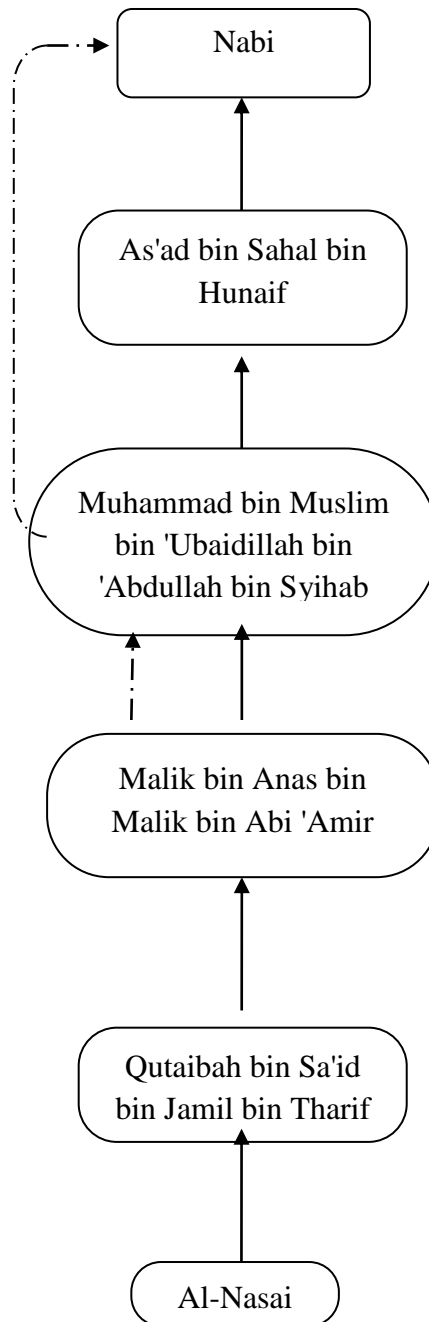 Nabi
As'ad bin Sahal bin
Hunaif
Muhammad bin Muslim
bin 'Ubaidillah bin
'Abdullah bin Syihab
Malik bin Anas bin
Malik bin Abi 'Amir
Qutaibah bin Sa'id
bin Jamil bin Tharif
Al-Nasai